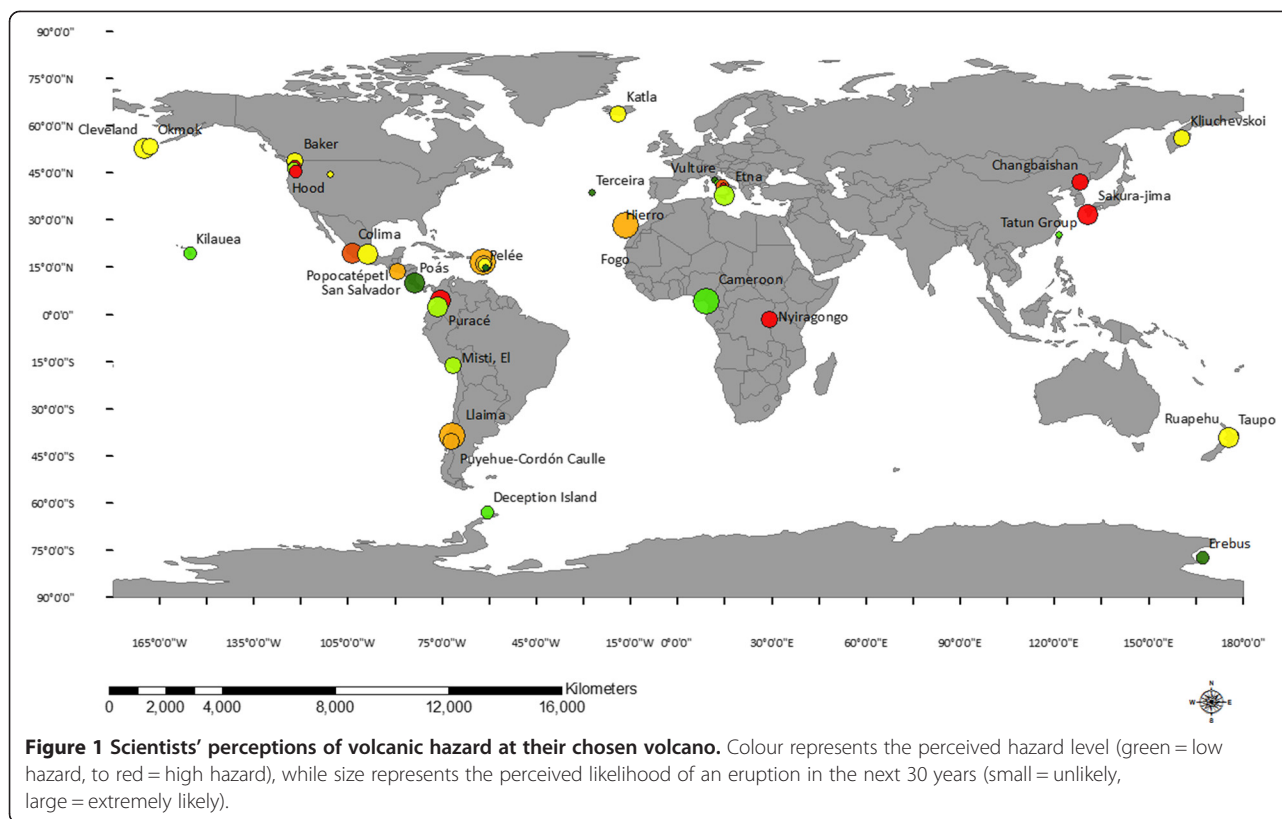 90°0'0"
75°0'0"N
60°0'0"N
45°0'0"N
30°0'0"N
15°0'0"N
0°0'0"
15°0'0"S
30°0'0"S
45°0'0"S
60°0'0"S
75°0'0"S
90°0'0"
Katla
Cleveland
Okmok
Baker
Kliuchevskoi
Hood
Vulture
Etna
Changbaishan
Terceira
Sakura-jima
Tatun Group
Kilauea
Colima
Hierro
Pelée
Fogo
Popocatépetl
Poás
San Salvador
Cameroon
Puracé
Nyiragongo
Misti, El
Llaima
Ruapehu
Taupo
Puyehue-Cordón Caulle
Deception Island
Erebus
165°0'0"W 135°0'0"W 105°0'0"W 75°0'0"W 45°0'0"W 15°0'0"W 0°0'0" 30°0'0"E 60°0'0"E 90°0'0"E 120°0'0"E 150°0'0"E 180°0'0"
Kilometers
0 2,000 4,000 8,000 12,000 16,000
N
W E
S
Figure 1 Scientists' perceptions of volcanic hazard at their chosen volcano. Colour represents the perceived hazard level (green = low
hazard, to red = high hazard), while size represents the perceived likelihood of an eruption in the next 30 years (small = unlikely,
large = extremely likely).